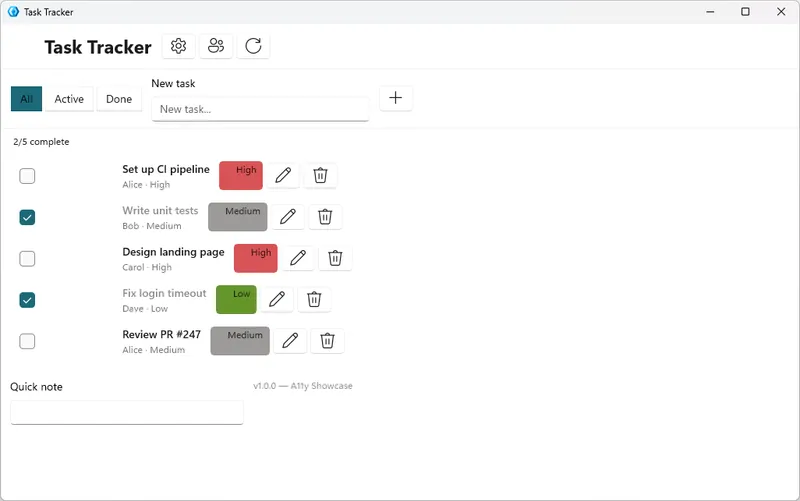 Task Tracker
Task Tracker
All Active Done
New task
New task...
2/5 complete
Set up CI pipeline
Alice · High
High
Write unit tests
Bob · Medium
Medium
Design landing page
Carol · High
High
Fix login timeout
Dave · Low
Low
Review PR #247
Alice · Medium
Medium
Quick note
v1.0.0 — A11y Showcase